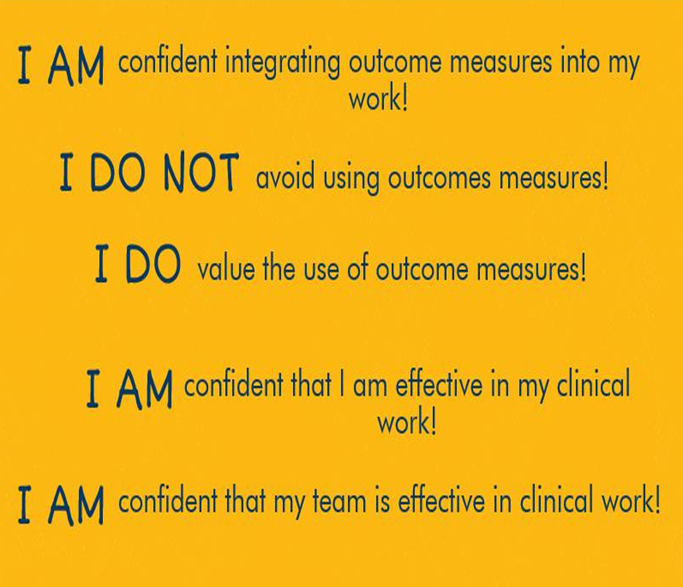 I AM confident integrating outcome measures into my
work!
I DO NOT avoid using outcomes measures!
I DO value the use of outcome measures!
I AM confident that I am effective in my clinical
work!
I AM confident that my team is effective in clinical work!